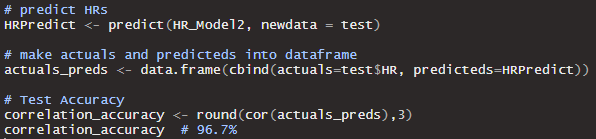 # predict HRs
HRPredict <- predict(HR_Model2, newdata = test)
# make actuals and predicteds into dataframe
actuals_preds <- data.frame(cbind(actuals=test$HR, predicteds=HRPredict))
# Test Accuracy
correlation_accuracy <- round(cor(actuals_preds),3)
correlation_accuracy  # 96.7%